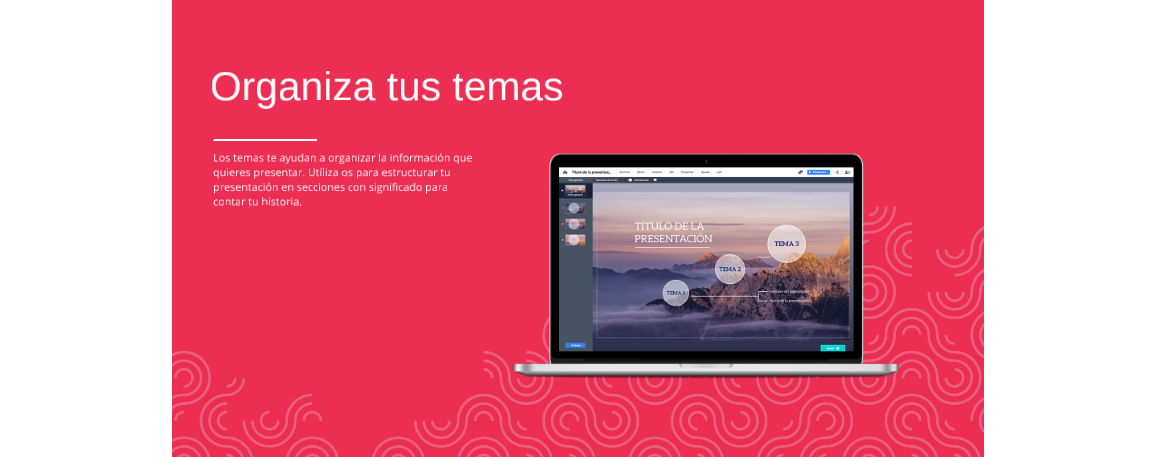 Organiza tus temas
Los temas te ayudan a organizar la información que
quieres presentar. Utíliza os para estructurar tu
presentación en secciones con significado para
contar tu historia.
Título de la presentac...
TÍTULO DE LA
PRESENTACIÓN
TEMA 3
TEMA 2
TEMA 1